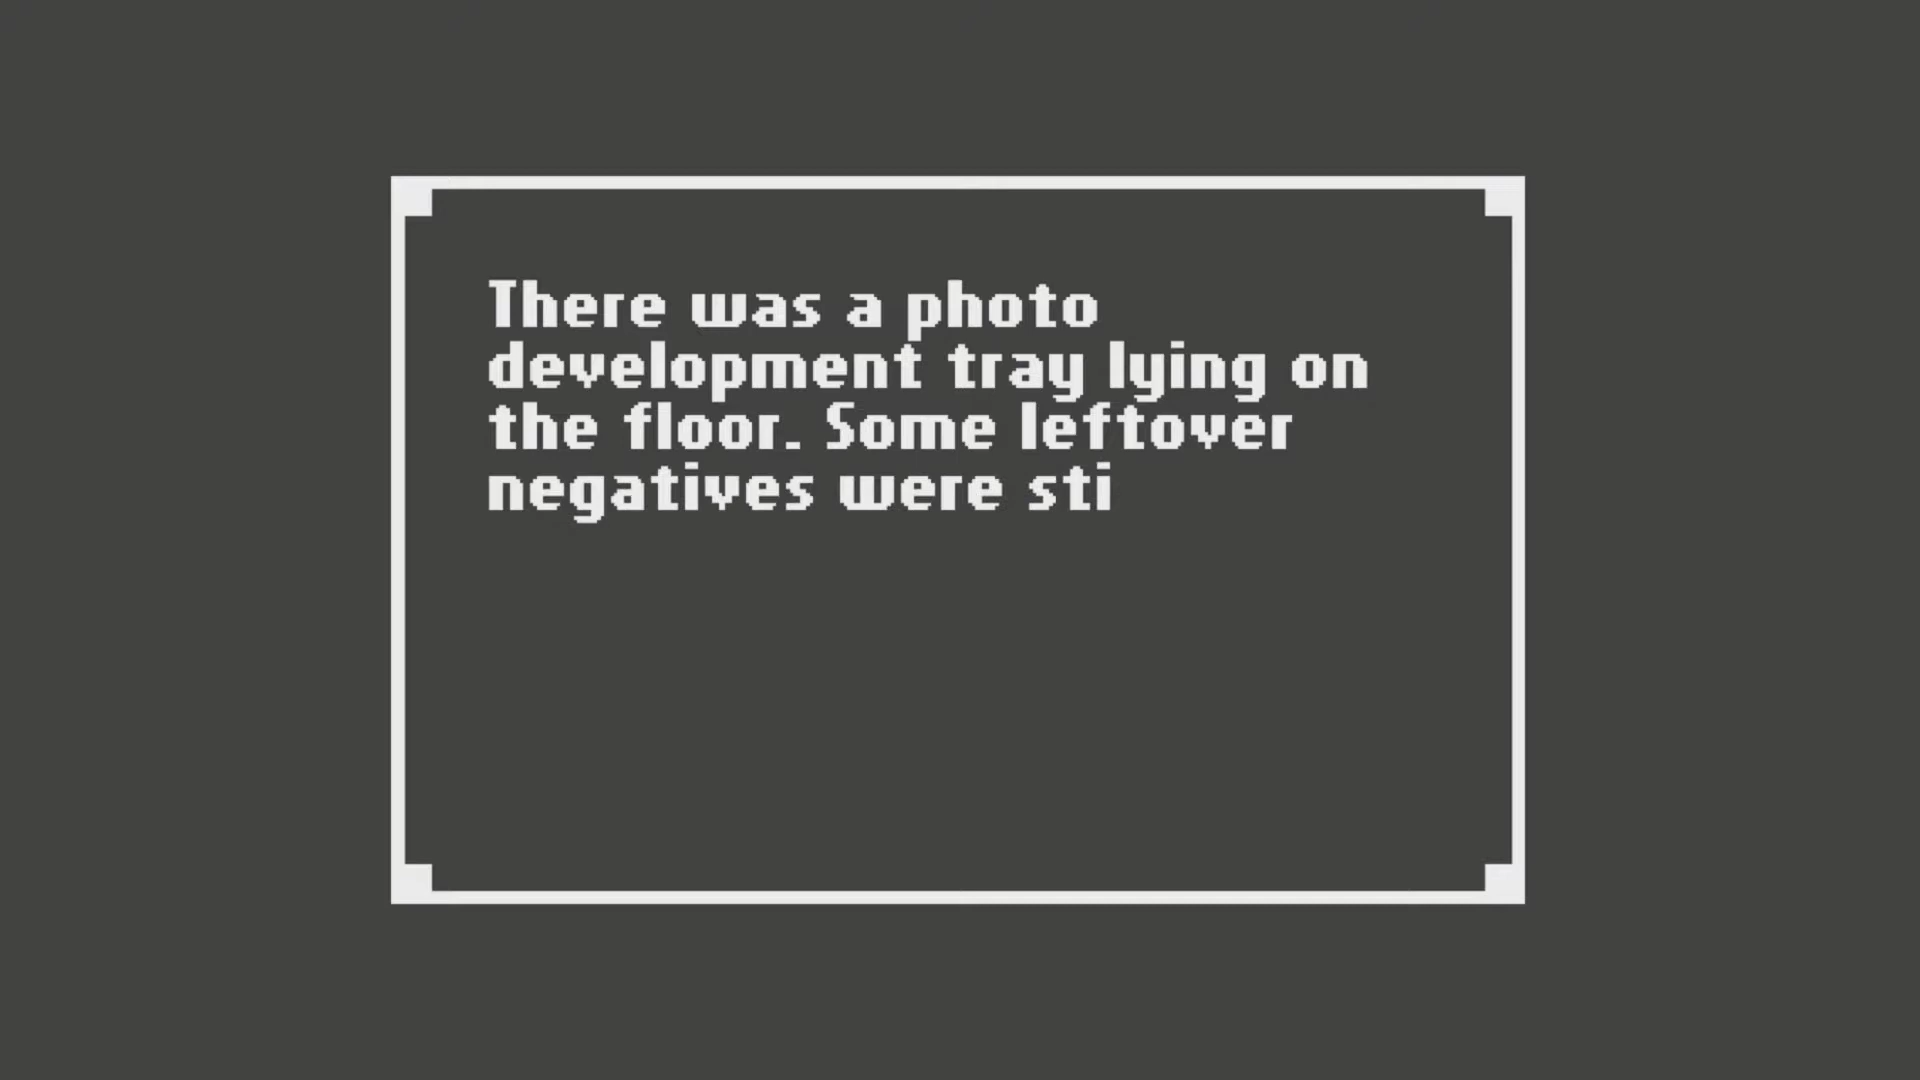 There was a photo
development tray lying on
the floor. Some leftover
negatives were sti